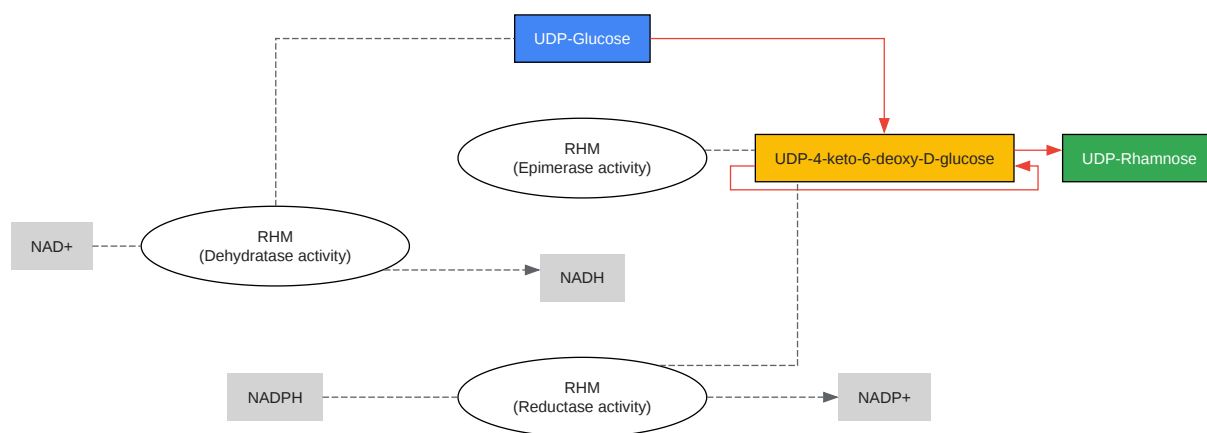 UDP-Glucose
RHM
(Epimerase activity)
UDP-4-keto-6-deoxy-D-glucose
UDP-Rhamnose
NAD+
RHM
(Dehydratase activity)
NADH
NADPH
RHM
(Reductase activity)
NADP+